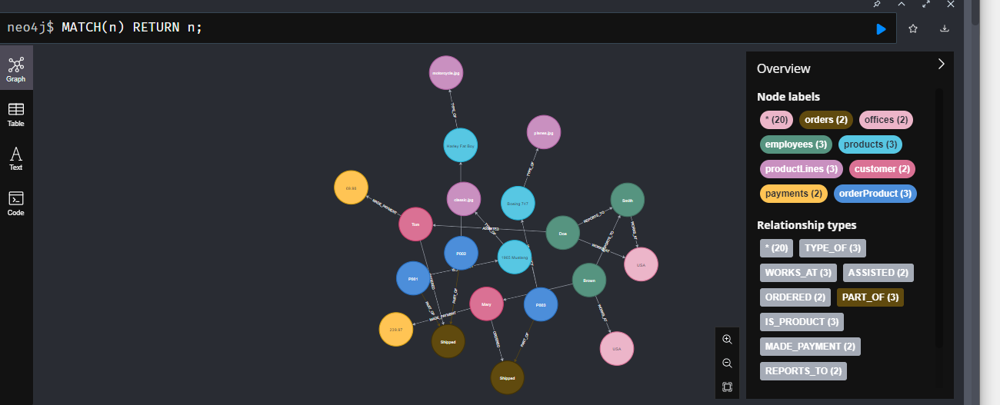 neo4j$ MATCH(n) RETURN n;
Graph
Table
Text
Code
motorcycle.jpg
TYPE_OF
Harley Fat Boy
planes.jpg
TYPE_OF
classic.jpg
Boeing 747
MADE_PAYMENT
Tom
ASSISTED
TYPE_OF
Doe
REPORTS_TO
Smith
WORKS_AT
WORKS_AT
REPORTS_TO
USA
P002
1965 Mustang
P001
Brown
PART_OF
PART_OF
Mary
P003
MADE_PAYMENT
WORKS_AT
Shipped
ORDERED
PART_OF
USA
Shipped
Overview
Node labels
* (20) orders (2) offices (2)
employees (3) products (3)
productLines (3) customer (2)
payments (2) orderProduct (3)
Relationship types
* (20) TYPE_OF (3)
WORKS_AT (3) ASSISTED (2)
ORDERED (2) PART_OF (3)
IS_PRODUCT (3)
MADE_PAYMENT (2)
REPORTS_TO (2)